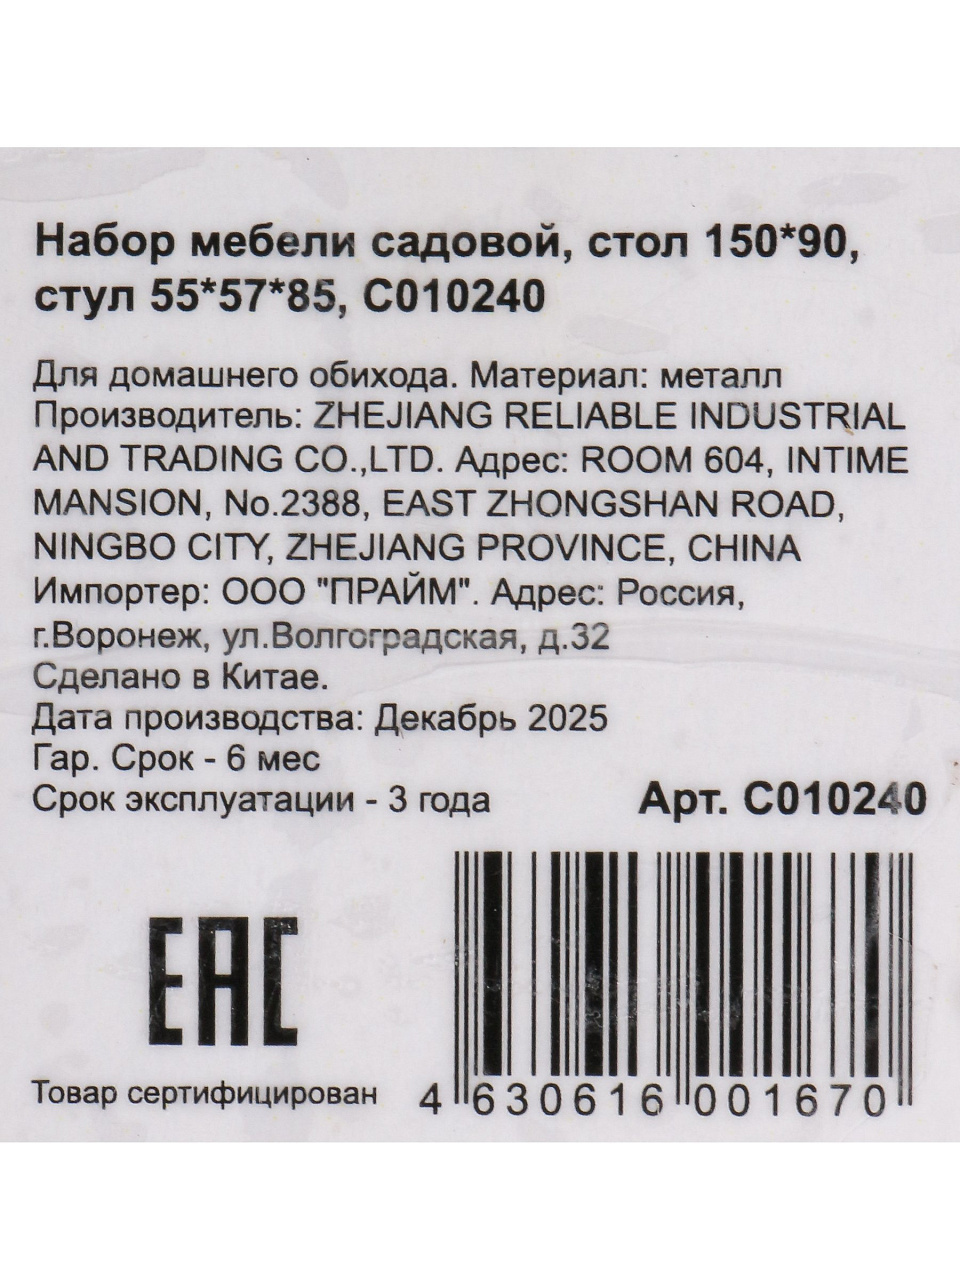 Набор мебели садовой, стол 150*90,
стул 55*57*85, С010240
Для домашнего обихода. Материал: металл
Производитель: ZHEJIANG RELIABLE INDUSTRIAL
AND TRADING CO.,LTD. Адрес: ROOM 604, INTIME
MANSION, No.2388, EAST ZHONGSHAN ROAD,
NINGBO CITY, ZHEJIANG PROVINCE, CHINA
Импортер: ООО "ПРАЙМ". Адрес: Россия,
г.Воронеж, ул.Волгоградская, д.32
Сделано в Китае.
Дата производства: Декабрь 2025
Гар. Срок - 6 мес
Срок эксплуатации - 3 года
Арт. С010240
ЕАС
Товар сертифицирован
4 630616 001670